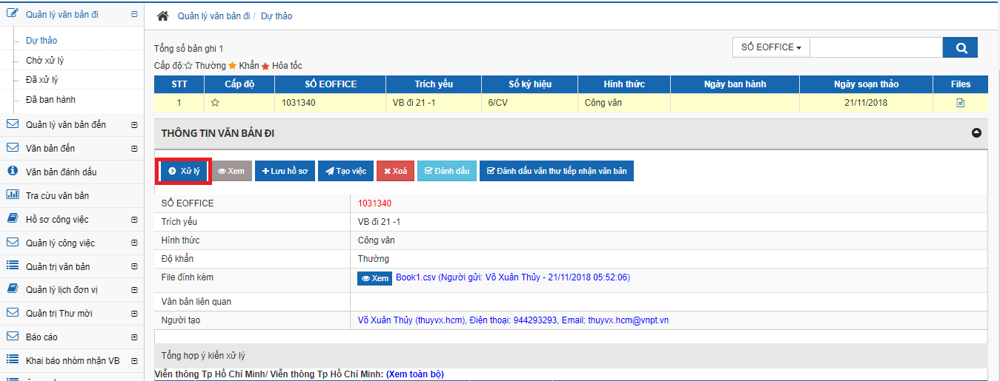 Quản lý văn bản đi
Dự thảo
Chờ xử lý
Đã xử lý
Đã ban hành
Quản lý văn bản đến
Văn bản đến
Văn bản đánh dấu
Tra cứu văn bản
Hồ sơ công việc
Quản lý công việc
Quản trị văn bản
Quản lý lịch đơn vị
Quản trị Thư mời
Báo cáo
Khai báo nhóm nhận VB
Quản lý văn bản đi / Dự thảo
Tổng số bản ghi 1
SỐ EOFFICE
Cấp độ: Thường Khẩn Hỏa tốc
STT Cấp độ SỐ EOFFICE Trích yếu Số ký hiệu Hình thức Ngày ban hành Ngày soạn thảo Files
1 1031340 VB đi 21 -1 6/CV Công văn 21/11/2018
THÔNG TIN VĂN BẢN ĐI
Xử lý Xem Lưu hồ sơ Tạo việc Xoá Đánh dấu Đánh dấu văn thư tiếp nhận văn bản
SỐ EOFFICE 1031340
Trích yếu VB đi 21 -1
Hình thức Công văn
Độ khẩn Thường
File đính kèm Xem Book1.csv (Người gửi: Võ Xuân Thủy - 21/11/2018 05:52:06)
Văn bản liên quan
Người tạo Võ Xuân Thủy (thuyvx.hcm), Điện thoại: 944293293, Email: thuyvx.hcm@vnpt.vn
Tổng hợp ý kiến xử lý
Viễn thông Tp Hồ Chí Minh/ Viễn thông Tp Hồ Chí Minh: (Xem toàn bộ)